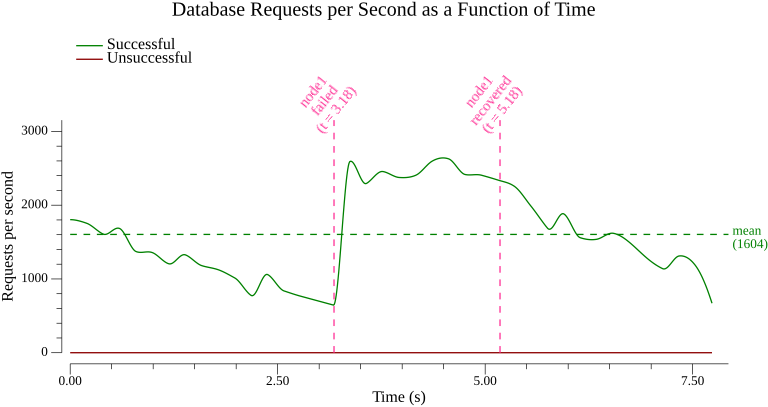 Database Requests per Second as a Function of Time
Successful
Unsuccessful
node1
failed
(t = 3.18)
node1
recovered
(t = 5.18)
3000
2000
1000
0
Requests per second
mean
(1604)
0.00
2.50
5.00
7.50
Time (s)